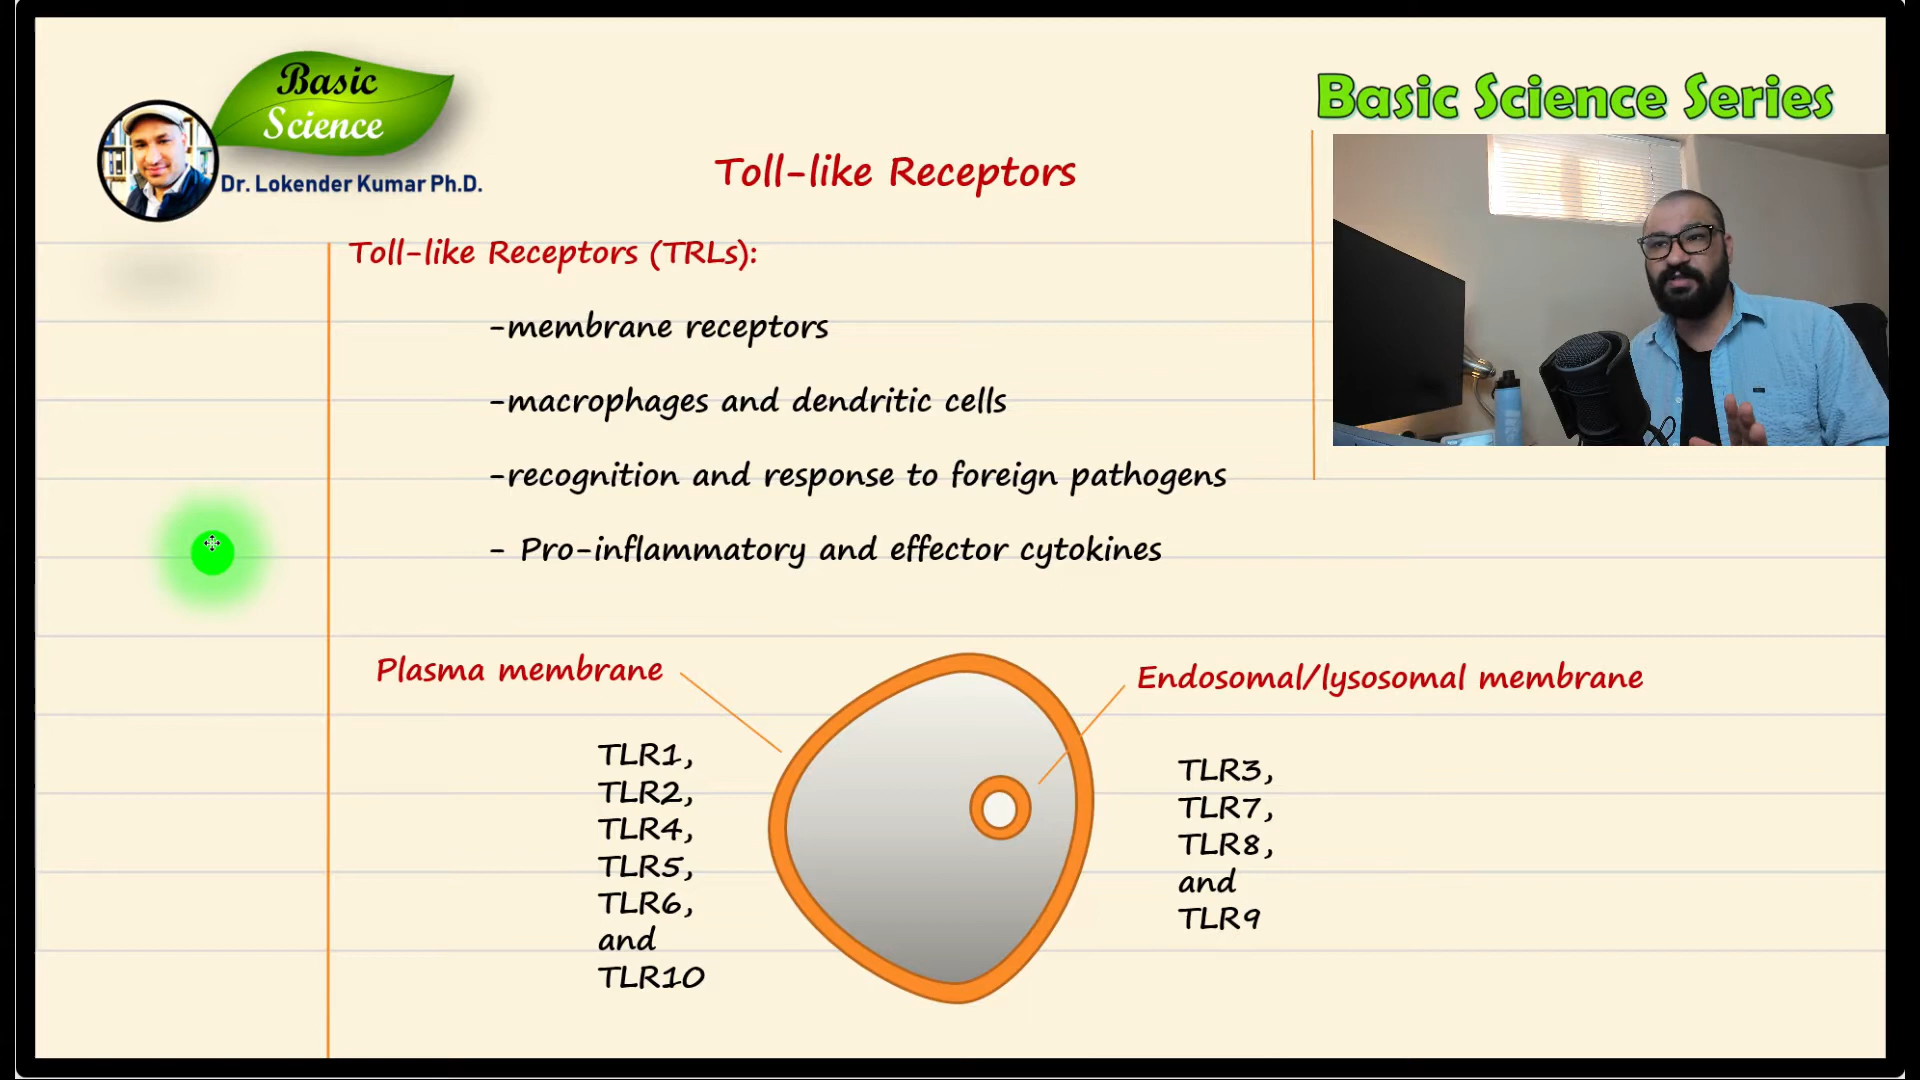 Basic
Science
Dr. Lokender Kumar Ph.D.
Basic Science Series
Toll-like Receptors
Toll-like Receptors (TRLs):
-membrane receptors
-macrophages and dendritic cells
-recognition and response to foreign pathogens
- Pro-inflammatory and effector cytokines
Plasma membrane
Endosomal/lysosomal membrane
TLR1,
TLR2,
TLR4,
TLR5,
TLR6,
and
TLR10
TLR3,
TLR7,
TLR8,
and
TLR9